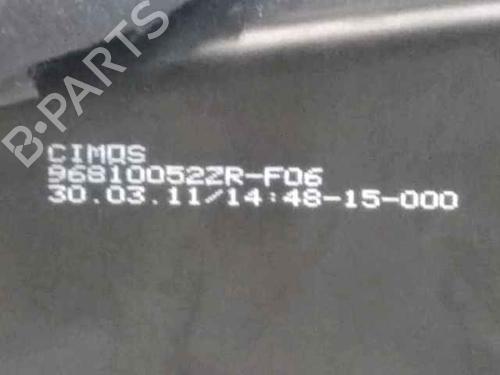 B-PARTS
CIMOS
968100522R-F06
30.03.11/14:48-15-000